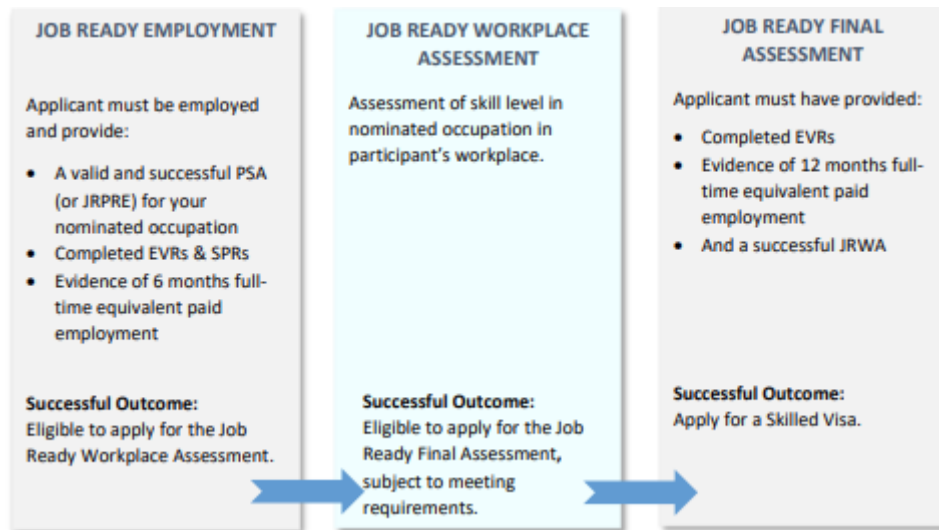 JOB READY EMPLOYMENT
Applicant must be employed
and provide:
• A valid and successful PSA
(or JRPRE) for your
nominated occupation
• Completed EVRs & SPRs
• Evidence of 6 months full-
time equivalent paid
employment
Successful Outcome:
Eligible to apply for the Job
Ready Workplace Assessment.
JOB READY WORKPLACE
ASSESSMENT
Assessment of skill level in
nominated occupation in
participant's workplace.
Successful Outcome:
Eligible to apply for the Job
Ready Final Assessment,
subject to meeting
requirements.
JOB READY FINAL
ASSESSMENT
Applicant must have provided:
• Completed EVRs
• Evidence of 12 months full-
time equivalent paid
employment
• And a successful JRWA
Successful Outcome:
Apply for a Skilled Visa.